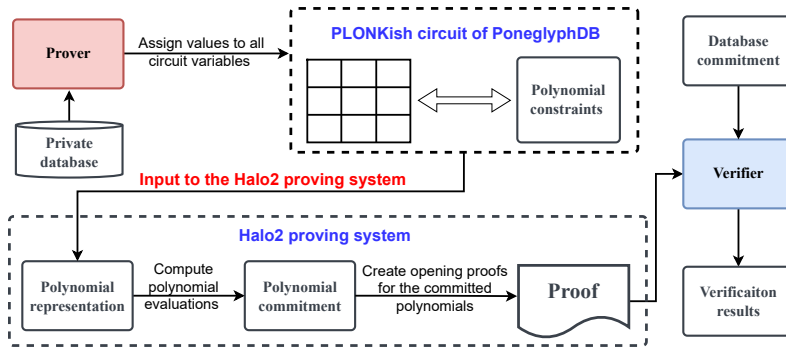 Prover
Assign values to all
circuit variables
PLONKish circuit of PoneglyphDB
Polynomial
constraints
Database
commitment
Private
database
Verifier
Input to the Halo2 proving system
Halo2 proving system
Polynomial
representation
Compute
polynomial
evaluations
Polynomial
commitment
Create opening proofs
for the committed
polynomials
Proof
Verificaiton
results